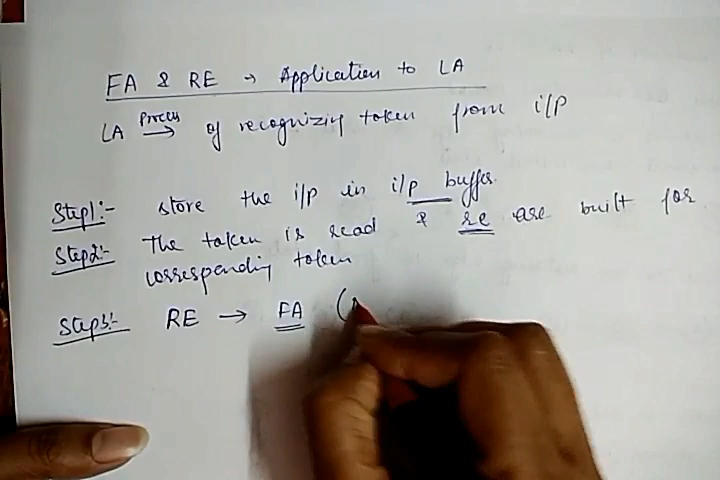 FA & RE → Application to LA
LA Process → of recognizing token from i/p
Step1:- store the i/p in i/p buffer
Step2:- The token is read & re are built for
corresponding token
Step3:- RE → FA (